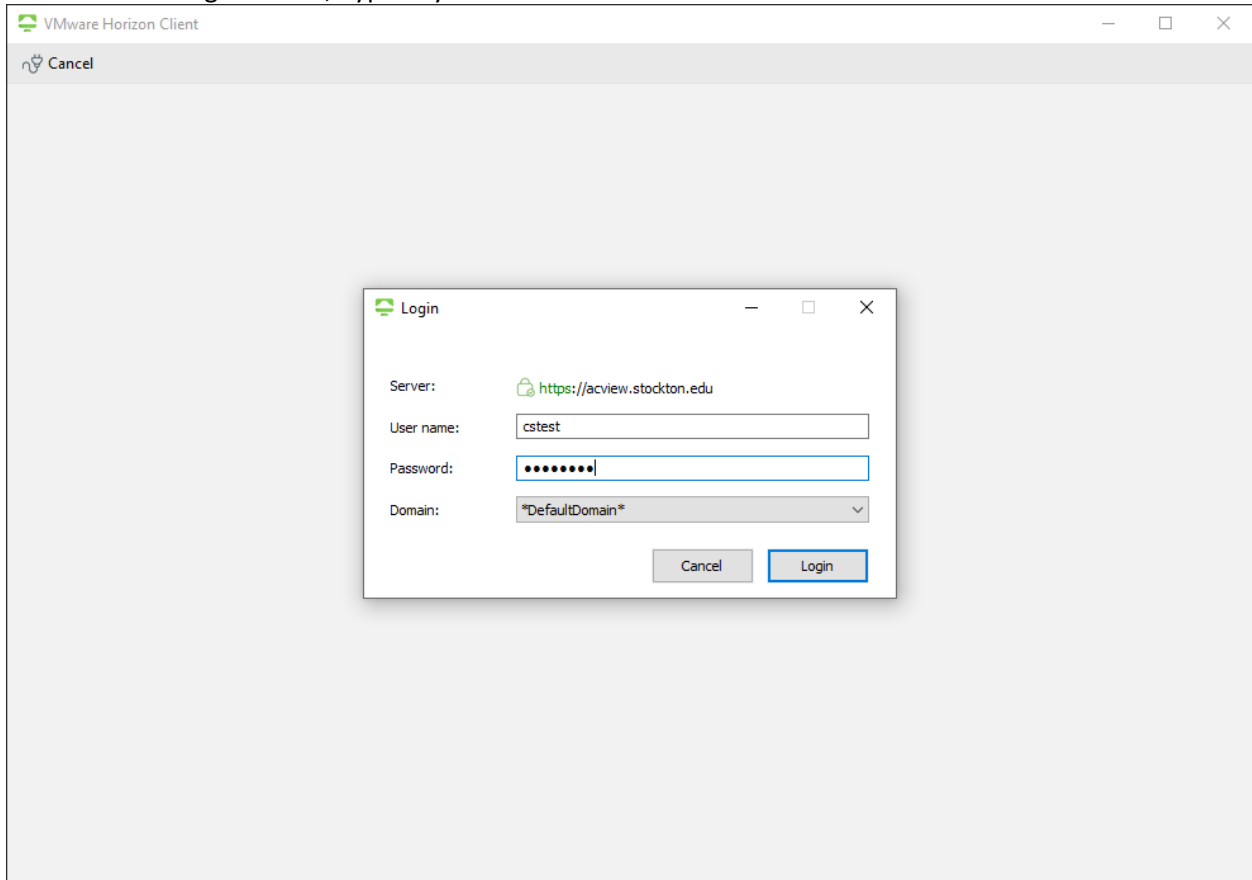 VMware Horizon Client
Cancel
Login
Server: https://acview.stockton.edu
User name: cstest
Password: ••••••••
Domain: *DefaultDomain*
Cancel Login